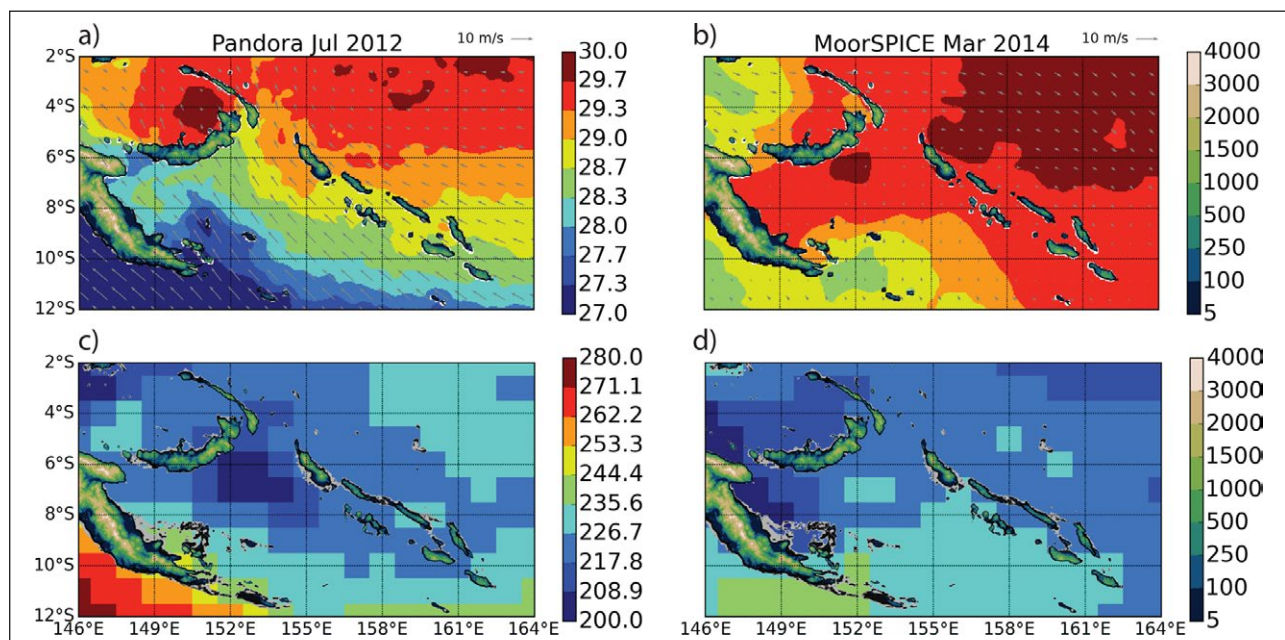 a) Pandora Jul 2012 10 m/s
b) MoorSPICE Mar 2014 10 m/s
2°S
4°S
6°S
8°S
10°S
12°S
30.0
29.7
29.3
29.0
28.7
28.3
28.0
27.7
27.3
27.0
4000
3000
2000
1500
1000
500
250
100
5
c)
d)
2°S
4°S
6°S
8°S
10°S
12°S
280.0
271.1
262.2
253.3
244.4
235.6
226.7
217.8
208.9
200.0
4000
3000
2000
1500
1000
500
250
100
5
146°E 149°E 152°E 155°E 158°E 161°E 164°E
146°E 149°E 152°E 155°E 158°E 161°E 164°E